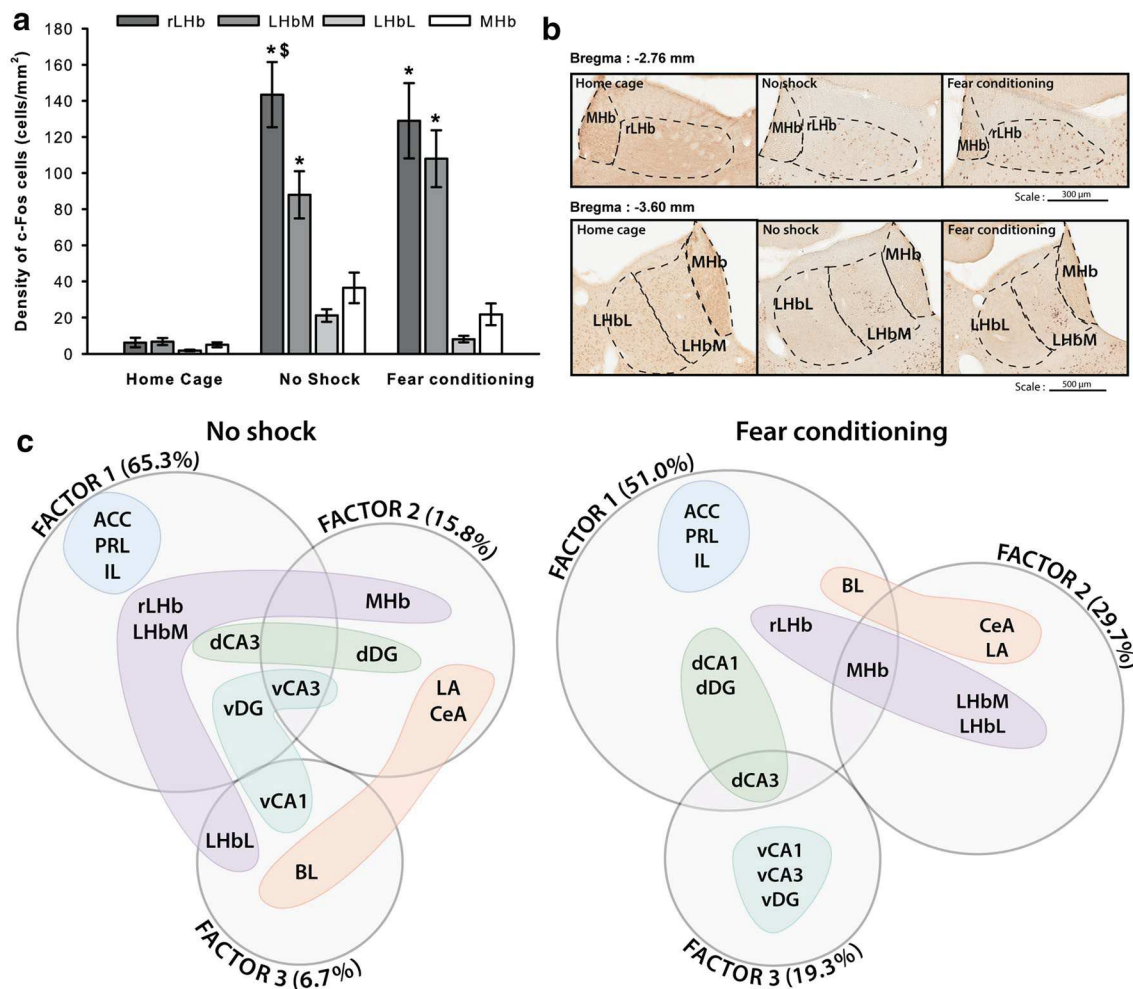 a
rLHb LHbM LHbL MHb
Density of c-Fos cells (cells/mm²)
180
160
140
120
100
80
60
40
20
0
* $
*
*
*
Home Cage No Shock Fear conditioning
b
Bregma : -2.76 mm
Home cage No shock Fear conditioning
MHb rLHb MHb rLHb MHb rLHb
Scale : 300 µm
Bregma : -3.60 mm
Home cage No shock Fear conditioning
MHb MHb MHb
LHbL LHbL LHbL
LHbM LHbM LHbM
Scale : 500 µm
c
No shock
FACTOR 1 (65.3%)
ACC
PRL
IL
FACTOR 2 (15.8%)
rLHb
LHbM
MHb
dCA3 dDG
vCA3
vDG
LA
CeA
vCA1
LHbL
BL
FACTOR 3 (6.7%)
Fear conditioning
FACTOR 1 (51.0%)
ACC
PRL
IL
FACTOR 2 (29.7%)
BL
CeA
LA
rLHb
MHb
LHbM
LHbL
dCA1
dDG
dCA3
vCA1
vCA3
vDG
FACTOR 3 (19.3%)